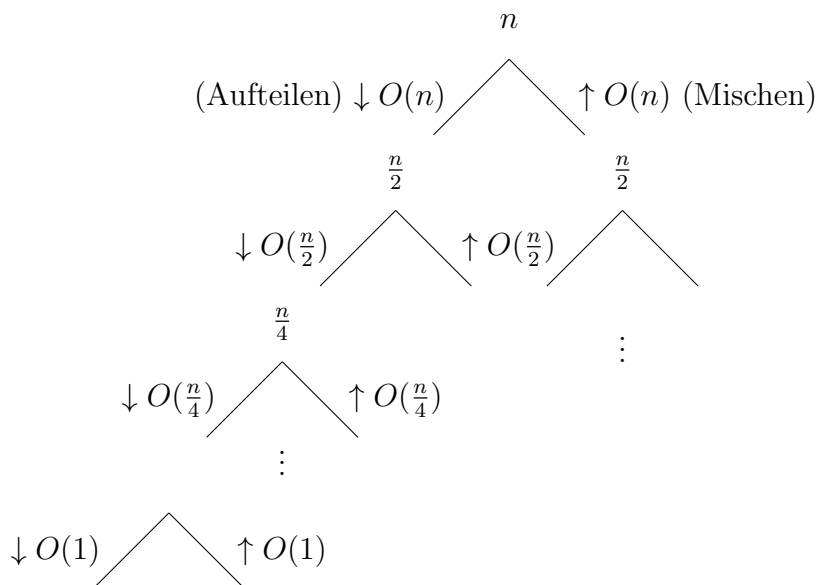 n
(Aufteilen) ↓ O(n) ↑ O(n) (Mischen)
n/2 n/2
↓ O(n/2) ↑ O(n/2)
n/4
⋮
↓ O(n/4) ↑ O(n/4)
⋮
↓ O(1) ↑ O(1)